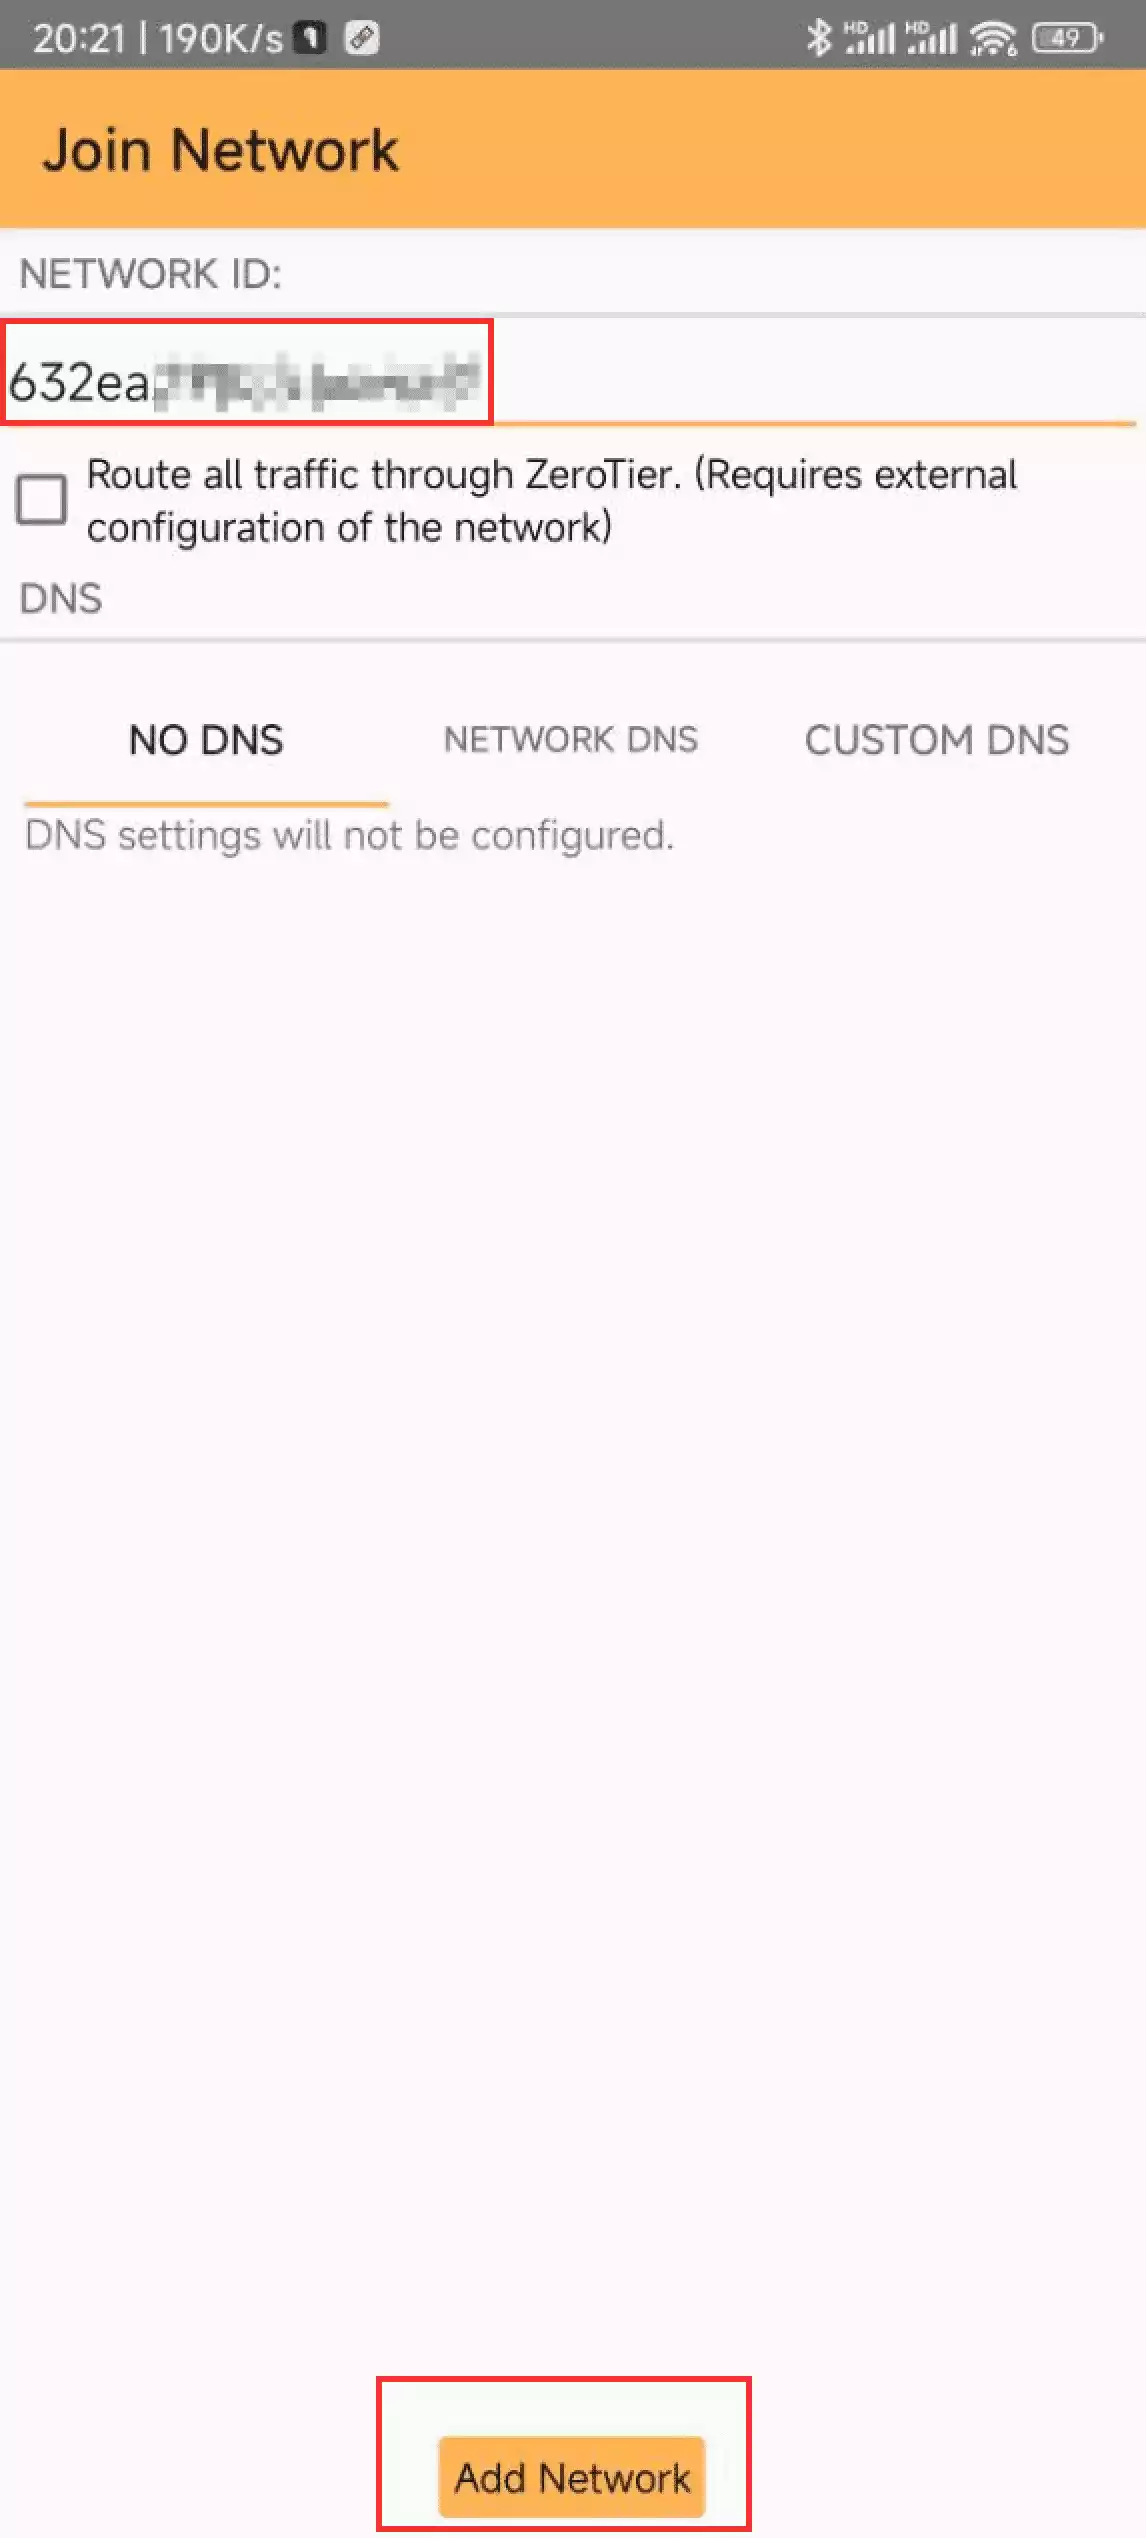 20:21 | 190K/s
HD HD 6 49
Join Network
NETWORK ID:
632ea
Route all traffic through ZeroTier. (Requires external
configuration of the network)
DNS
NO DNS NETWORK DNS CUSTOM DNS
DNS settings will not be configured.
Add Network